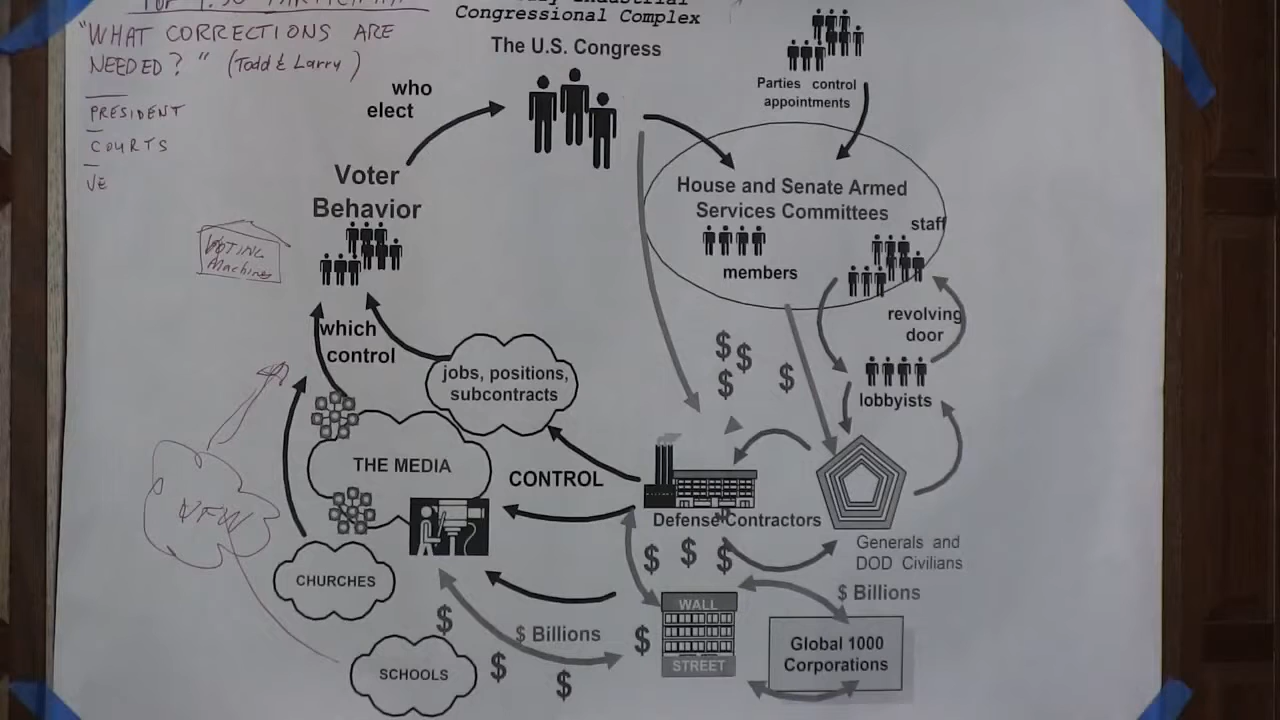 "WHAT CORRECTIONS ARE
NEEDED?" (Todd & Larry)
PRESIDENT
COURTS
VE
Congressional Complex
The U.S. Congress
who
elect
Parties control
appointments
House and Senate Armed
Services Committees
staff
members
Voter
Behavior
VOTING
Machines
revolving
door
which
control
jobs, positions,
subcontracts
$
$
$
$
lobbyists
THE MEDIA
CONTROL
VFW
Defense Contractors
Generals and
DOD Civilians
$
$
$
CHURCHES
$ Billions
WALL
STREET
$
$ Billions
$
Global 1000
Corporations
SCHOOLS
$
$